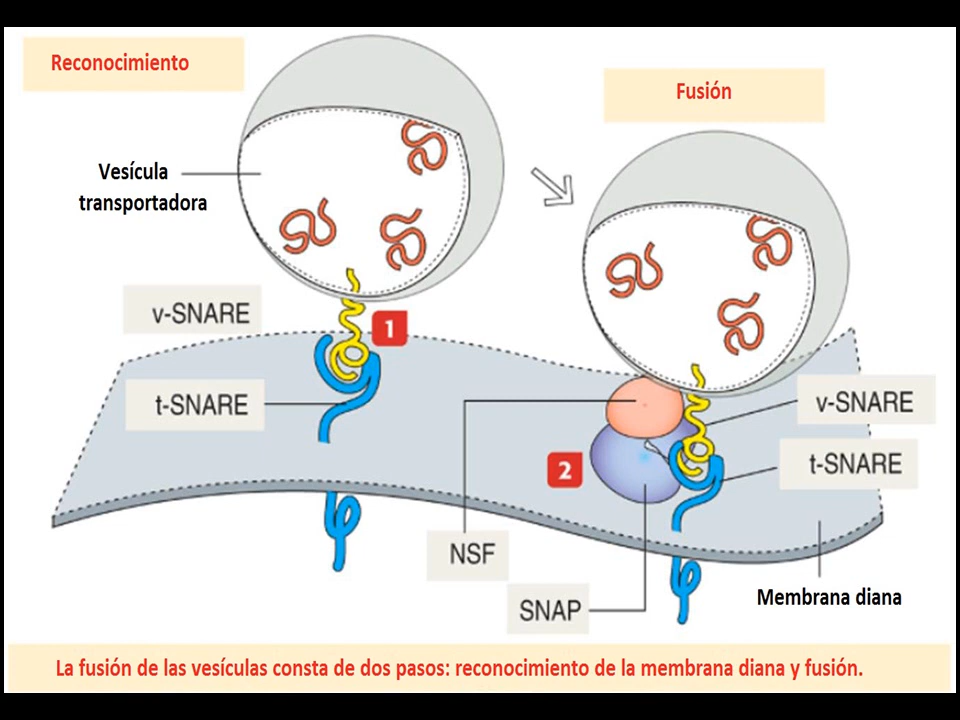 Reconocimiento
Fusión
Vesícula
transportadora
v-SNARE
1
t-SNARE
v-SNARE
2
t-SNARE
NSF
SNAP
Membrana diana
La fusión de las vesículas consta de dos pasos: reconocimiento de la membrana diana y fusión.